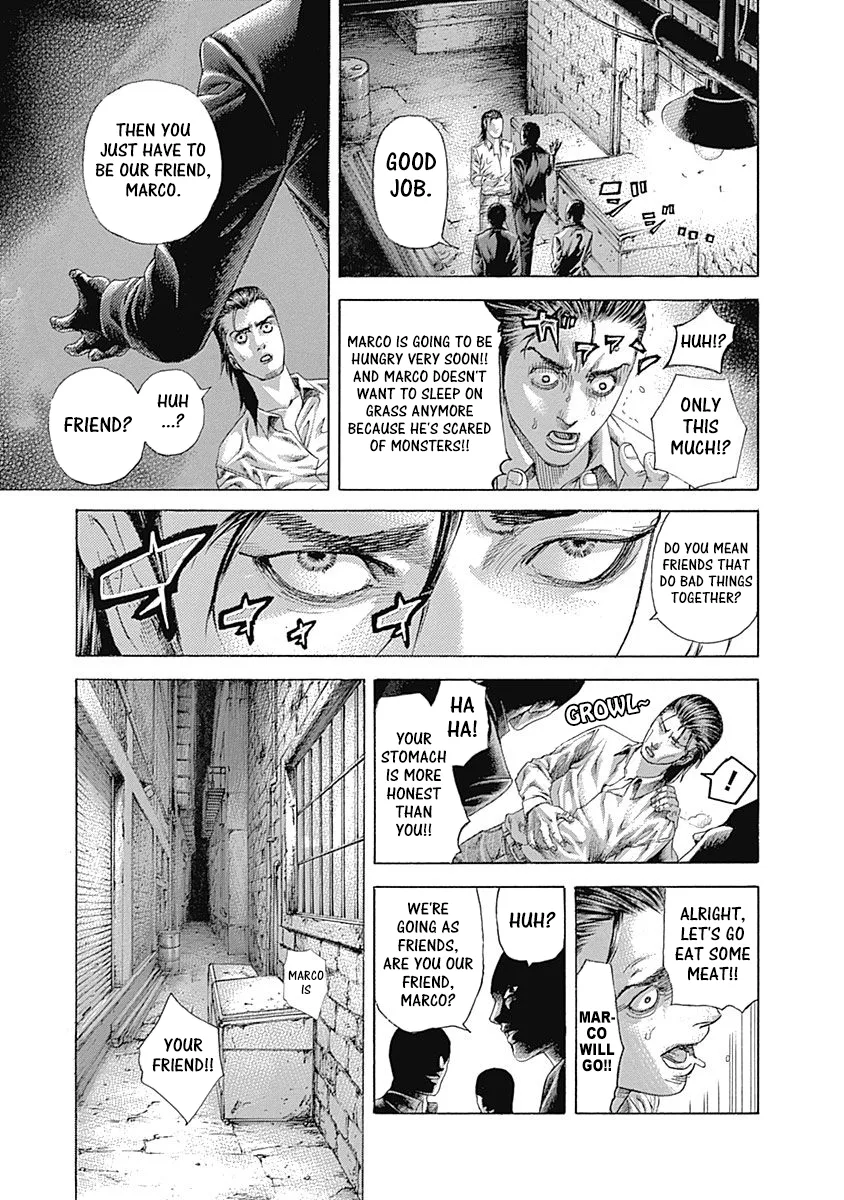 GOOD
JOB.
HUH!?
ONLY
THIS
MUCH!?
MARCO IS GOING TO BE
HUNGRY VERY SOON!!
AND MARCO DOESN'T
WANT TO SLEEP ON
GRASS ANYMORE
BECAUSE HE'S SCARED
OF MONSTERS!!
THEN YOU
JUST HAVE TO
BE OUR FRIEND,
MARCO.
HUH
...?
FRIEND?
DO YOU MEAN
FRIENDS THAT
DO BAD THINGS
TOGETHER?
GROWL~
!
HA
HA!
YOUR
STOMACH
IS MORE
HONEST
THAN
YOU!!
ALRIGHT,
LET'S GO
EAT SOME
MEAT!!
MAR-
CO
WILL
GO!!
HUH?
WE'RE
GOING AS
FRIENDS,
ARE YOU OUR
FRIEND,
MARCO?
MARCO
IS
YOUR
FRIEND!!